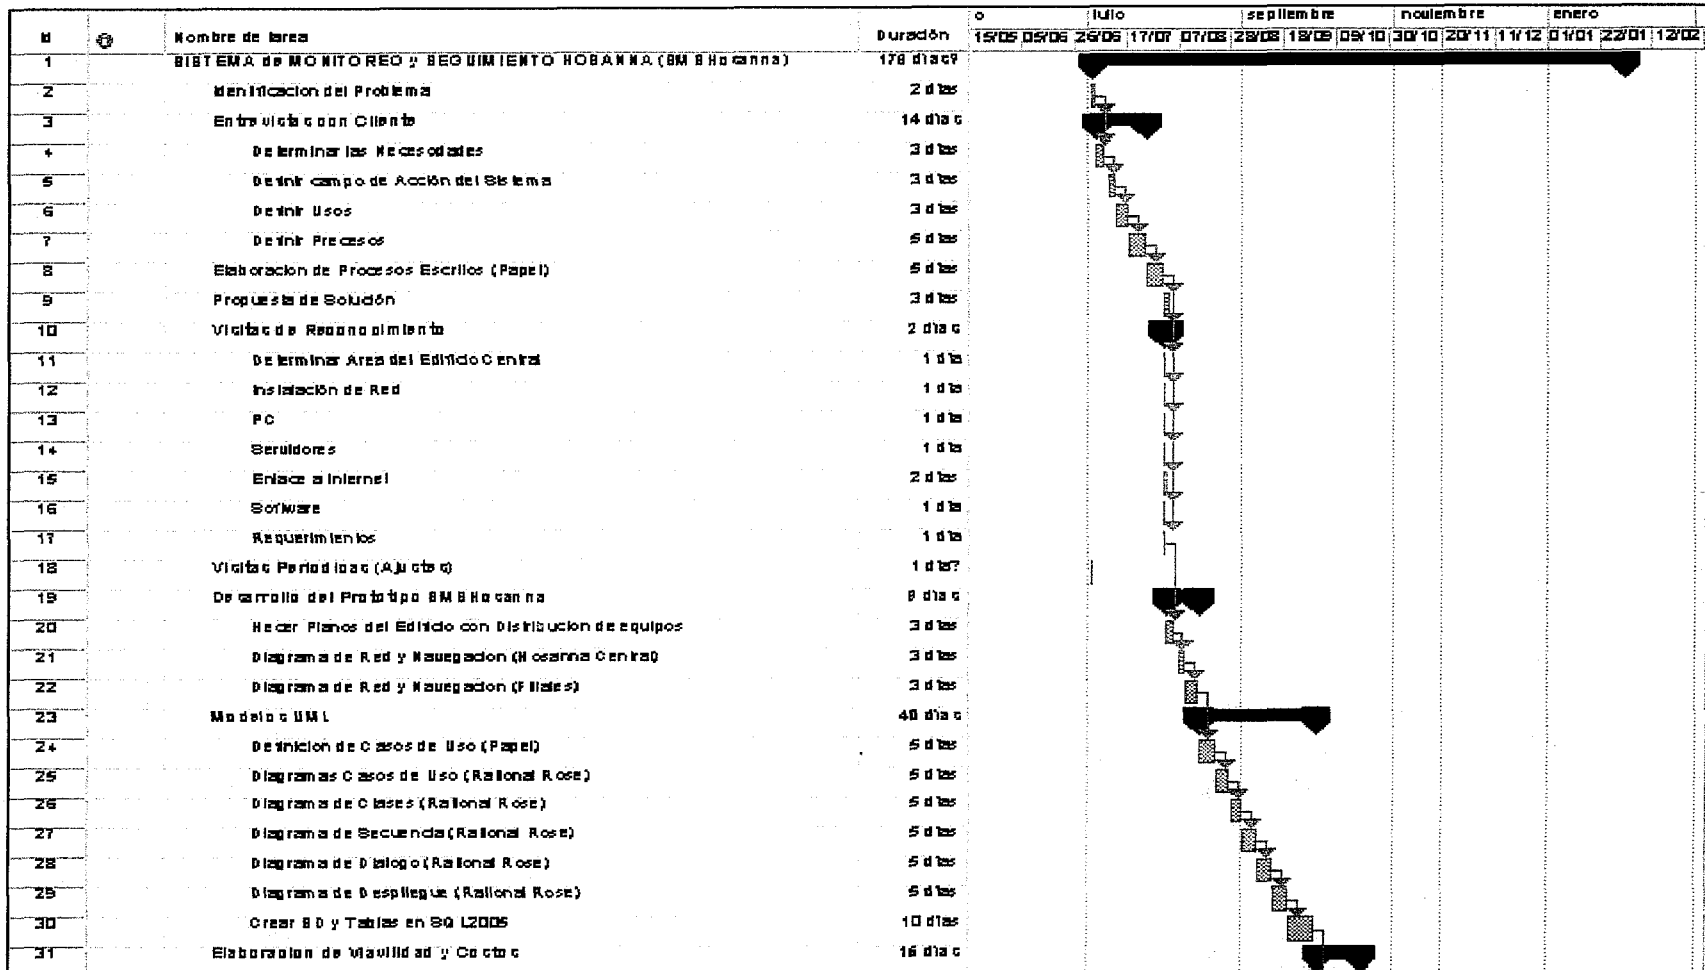 o julio septiembre noviembre enero
Id Nombre de tarea Duración 15/05 05/06 26/06 17/07 07/08 28/08 18/09 09/10 30/10 20/11 11/12 01/01 22/01 12/02
1 SISTEMA de MONITOREO y SEGUIMIENTO HOSANNA (SMSHosanna) 178 días?
2 Identificacion del Problema 2 días
3 Entrevistas con Cliente 14 días
4 Determinar las Necesidades 3 días
5 Definir campo de Acción del Sistema 3 días
6 Definir Usos 3 días
7 Definir Procesos 5 días
8 Elaboracion de Procesos Escritos (Papel) 5 días
9 Propuesta de Solución 3 días
10 Visitas de Reconocimiento 2 días
11 Determinar Area del Edificio Central 1 día
12 Instalación de Red 1 día
13 PC 1 día
14 Servidores 1 día
15 Enlace a Internet 2 días
16 Software 1 día
17 Requerimientos 1 día
18 Visitas Periodicas (Ajustes) 1 día?
19 Desarrollo del Prototipo SMSHosanna 9 días
20 Hacer Planos del Edificio con Distribucion de equipos 3 días
21 Diagrama de Red y Navegacion (Hosanna Central) 3 días
22 Diagrama de Red y Navegacion (Filiales) 3 días
23 Modelos UML 40 días
24 Definicion de Casos de Uso (Papel) 5 días
25 Diagramas Casos de Uso (Rational Rose) 5 días
26 Diagrama de Clases (Rational Rose) 5 días
27 Diagrama de Secuencia (Rational Rose) 5 días
28 Diagrama de Dialogo (Rational Rose) 5 días
29 Diagrama de Despliegue (Rational Rose) 5 días
30 Crear BD y Tablas en SQL2005 10 días
31 Elaboracion de Viavilidad y Costos 15 días